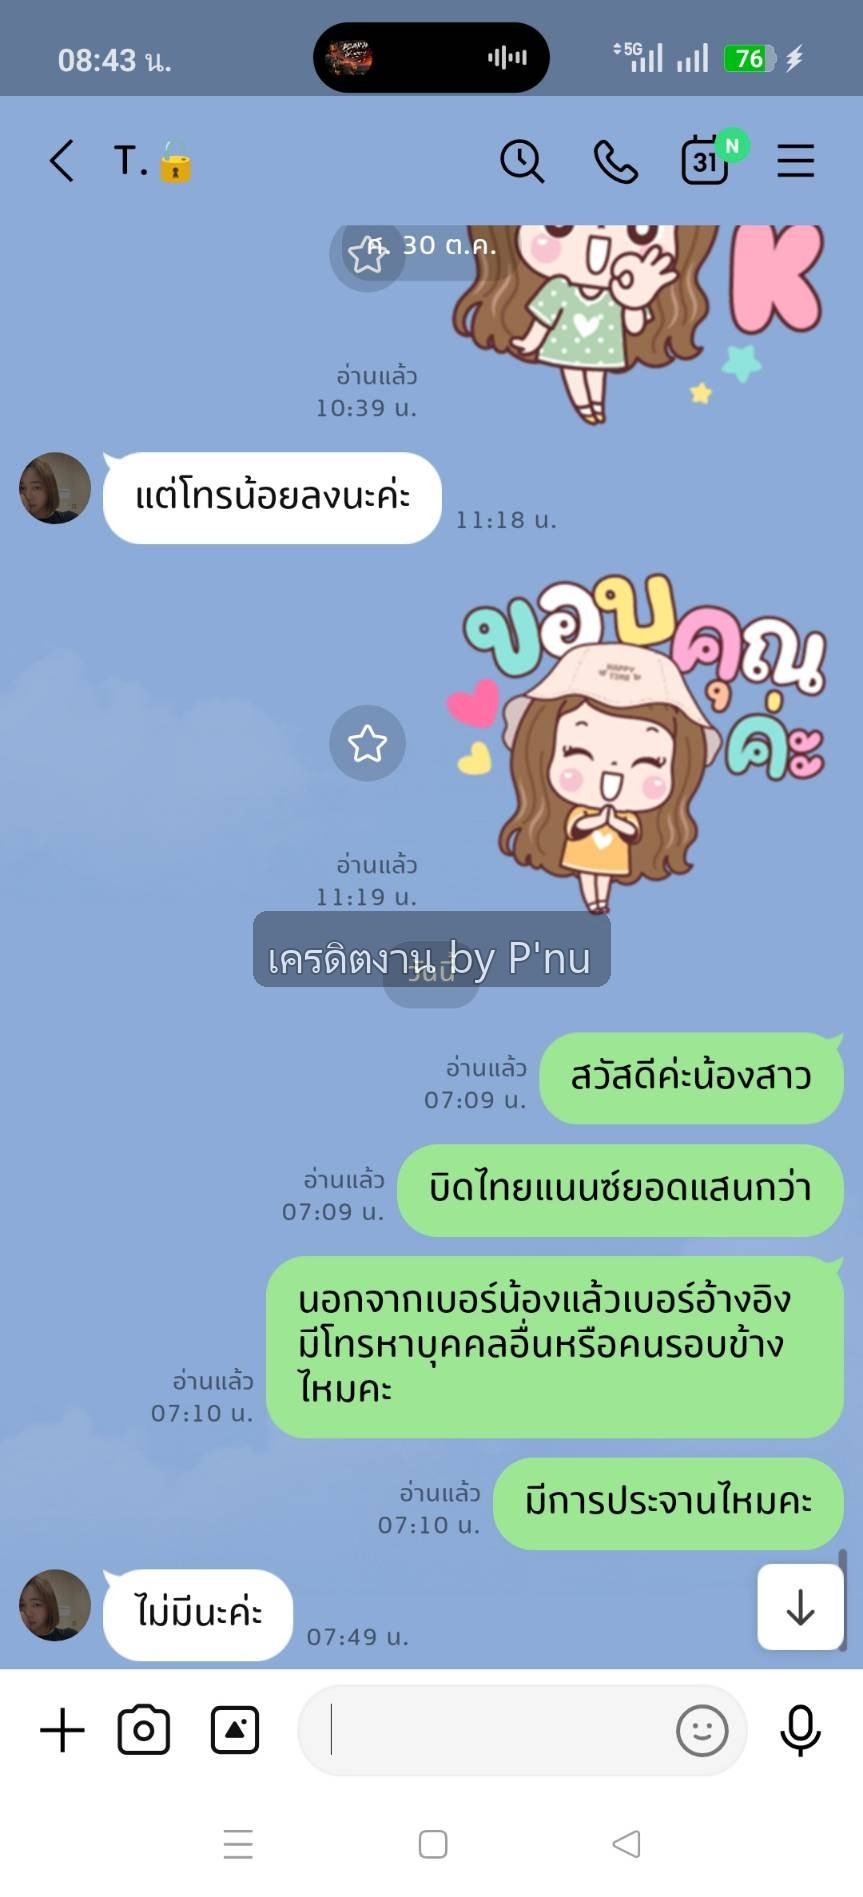 08:43 น.
5G
76
T.
31
N
ศ. 30 ต.ค.
K
อ่านแล้ว
10:39 น.
แต่โทรน้อยลงนะค่ะ
11:18 น.
ขอบคุณ
ค่ะ
HAPPY
TIME
อ่านแล้ว
11:19 น.
เครดิตงาน by P'nu
วันนี้
สวัสดีค่ะน้องสาว
อ่านแล้ว
07:09 น.
บิดไทยแนนซ์ยอดแสนกว่า
อ่านแล้ว
07:09 น.
นอกจากเบอร์น้องแล้วเบอร์อ้างอิง
มีโทรหาบุคคลอื่นหรือคนรอบข้าง
ไหมคะ
อ่านแล้ว
07:10 น.
มีการประจานไหมคะ
อ่านแล้ว
07:10 น.
ไม่มีนะค่ะ
07:49 น.